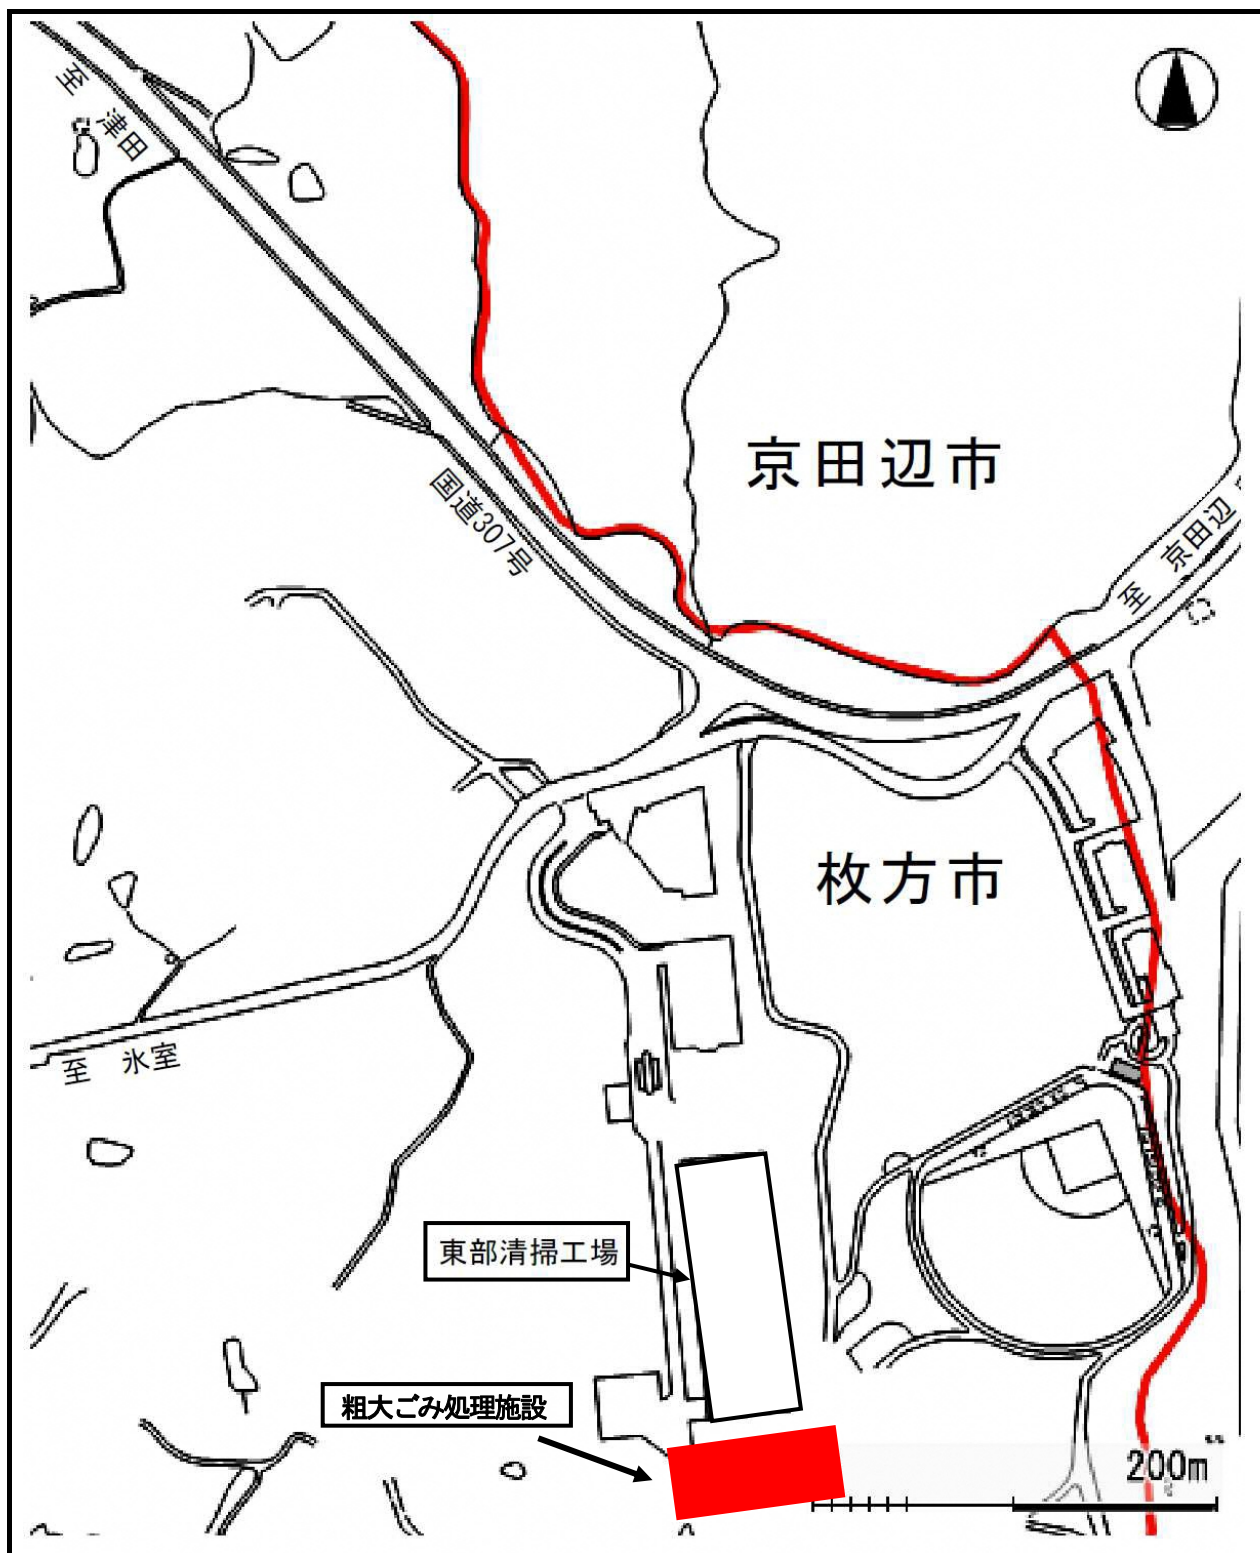 至 津田
京田辺市
国道307号
至 京田辺
枚方市
至 氷室
東部清掃工場
粗大ごみ処理施設
200m